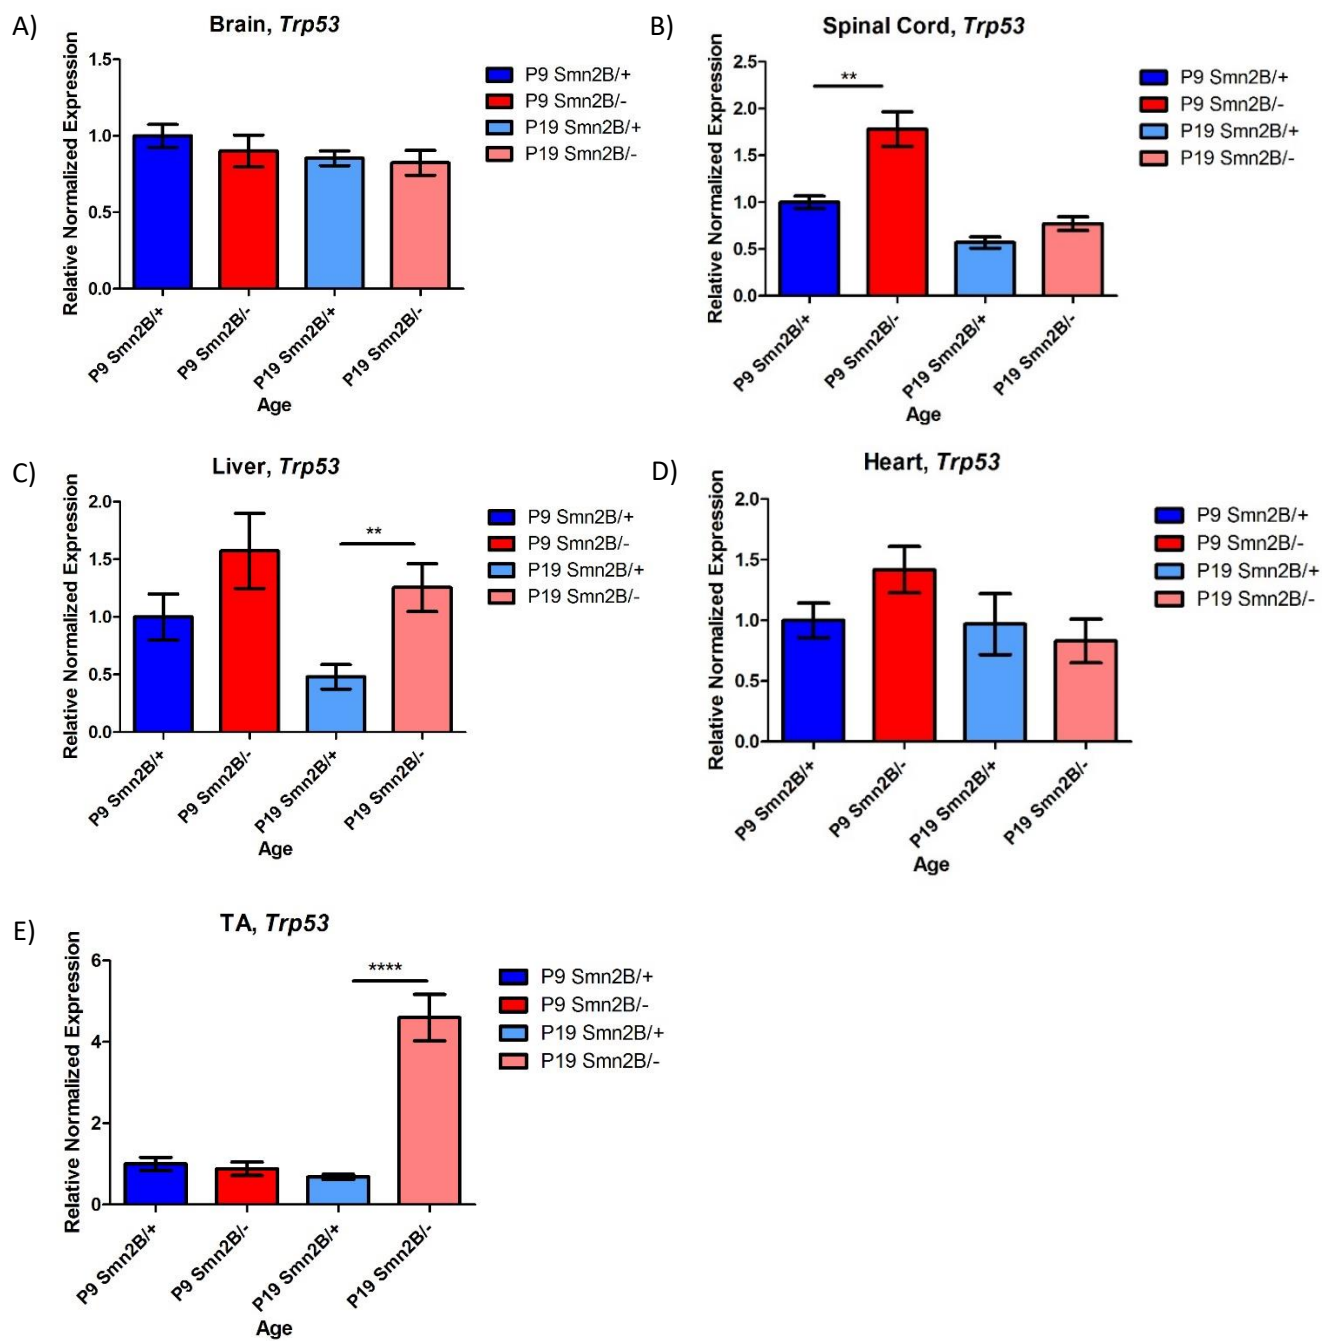 A)
Brain, Trp53
Relative Normalized Expression
1.5
1.0
0.5
0.0
P9 Smn2B/+
P9 Smn2B/-
P19 Smn2B/+
P19 Smn2B/-
Age
P9 Smn2B/+
P9 Smn2B/-
P19 Smn2B/+
P19 Smn2B/-
B)
Spinal Cord, Trp53
Relative Normalized Expression
2.5
2.0
1.5
1.0
0.5
0.0
**
P9 Smn2B/+
P9 Smn2B/-
P19 Smn2B/+
P19 Smn2B/-
Age
P9 Smn2B/+
P9 Smn2B/-
P19 Smn2B/+
P19 Smn2B/-
C)
Liver, Trp53
Relative Normalized Expression
2.0
1.5
1.0
0.5
0.0
**
P9 Smn2B/+
P9 Smn2B/-
P19 Smn2B/+
P19 Smn2B/-
Age
P9 Smn2B/+
P9 Smn2B/-
P19 Smn2B/+
P19 Smn2B/-
D)
Heart, Trp53
Relative Normalized Expression
2.0
1.5
1.0
0.5
0.0
P9 Smn2B/+
P9 Smn2B/-
P19 Smn2B/+
P19 Smn2B/-
Age
P9 Smn2B/+
P9 Smn2B/-
P19 Smn2B/+
P19 Smn2B/-
E)
TA, Trp53
Relative Normalized Expression
6
4
2
0
****
P9 Smn2B/+
P9 Smn2B/-
P19 Smn2B/+
P19 Smn2B/-
Age
P9 Smn2B/+
P9 Smn2B/-
P19 Smn2B/+
P19 Smn2B/-